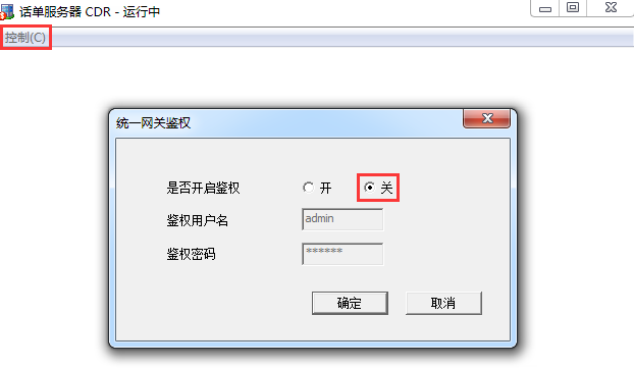 话单服务器 CDR - 运行中
控制(C)
统一网关鉴权
是否开启鉴权 开 关
鉴权用户名 admin
鉴权密码 ******
确定 取消